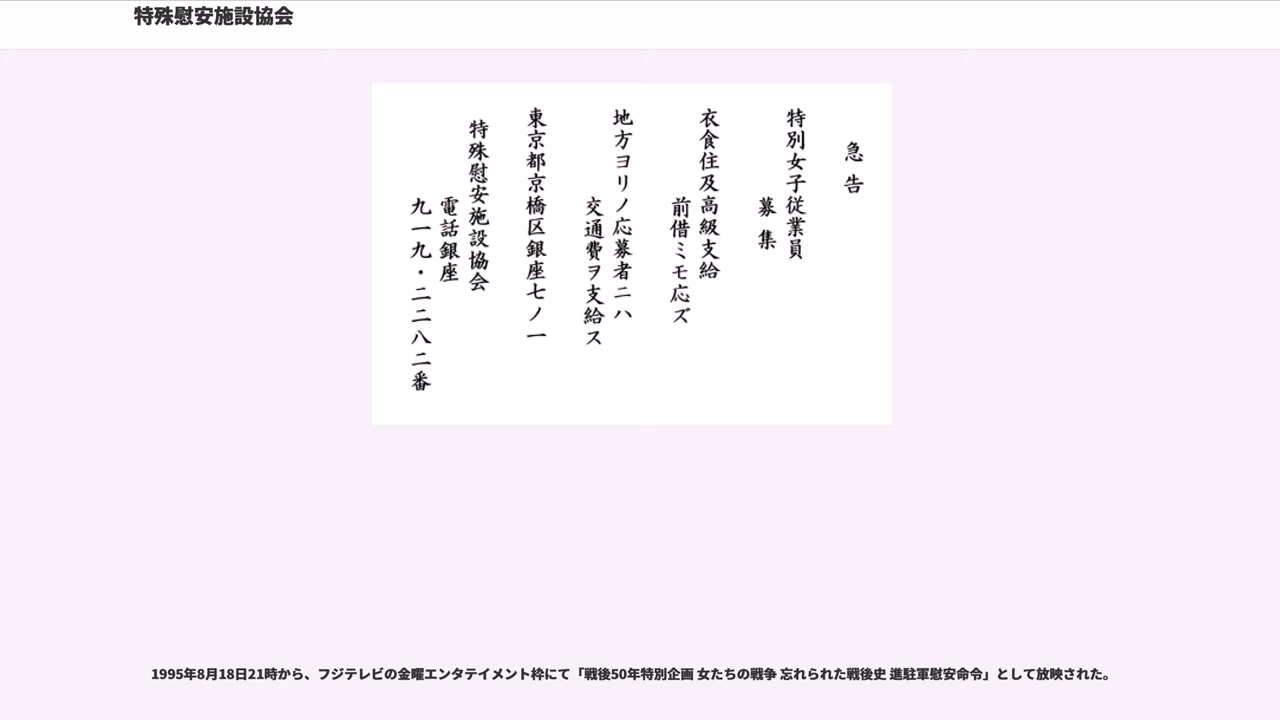 特殊慰安施設協会
急告
特別女子従業員
募集
衣食住及高級支給
前借ミモ応ズ
地方ヨリノ応募者ニハ
交通費ヲ支給ス
東京都京橋区銀座七ノ一
特殊慰安施設協会
電話銀座
九一九・二二八二番
1995年8月18日21時から、フジテレビの金曜エンタテイメント枠にて「戦後50年特別企画 女たちの戦争 忘れられた戦後史 進駐軍慰安命令」として放映された。